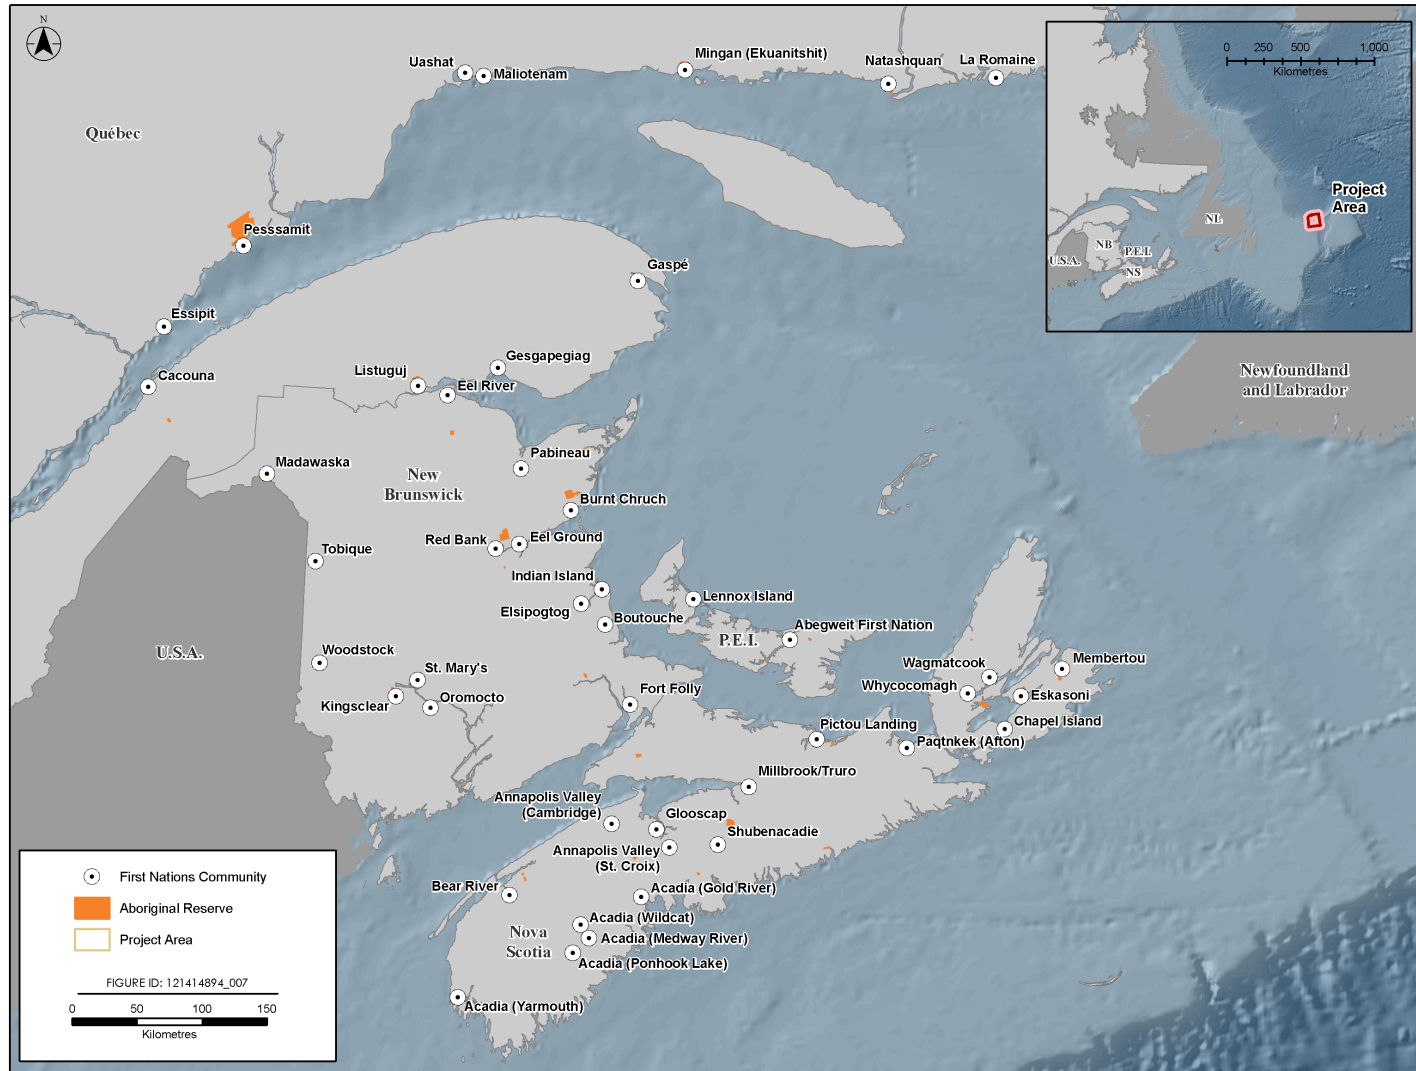 N
Uashat
Maliotenam
Mingan (Ekuanitshit)
Natashquan
La Romaine
Québec
Pesssamit
Gaspé
Essipit
Cacouna
Listuguj
Gesgapegiag
Eel River
Madawaska
New
Brunswick
Pabineau
Burnt Chruch
Red Bank
Eel Ground
Tobique
Indian Island
Elsipogtog
Boutouche
Lennox Island
Abegweit First Nation
P.E.I.
U.S.A.
Woodstock
St. Mary's
Kingsclear
Oromocto
Fort Folly
Wagmatcook
Whycocomagh
Membertou
Eskasoni
Chapel Island
Pictou Landing
Paqtnkek (Afton)
Millbrook/Truro
Annapolis Valley
(Cambridge)
Glooscap
Shubenacadie
Annapolis Valley
(St. Croix)
Bear River
Acadia (Gold River)
Acadia (Wildcat)
Acadia (Medway River)
Nova
Scotia
Acadia (Ponhook Lake)
Acadia (Yarmouth)
Newfoundland
and Labrador
0 250 500 1,000
Kilometres
Project
Area
NL
NB
P.E.I.
U.S.A.
NS
First Nations Community
Aboriginal Reserve
Project Area
FIGURE ID: 121414894_007
0 50 100 150
Kilometres